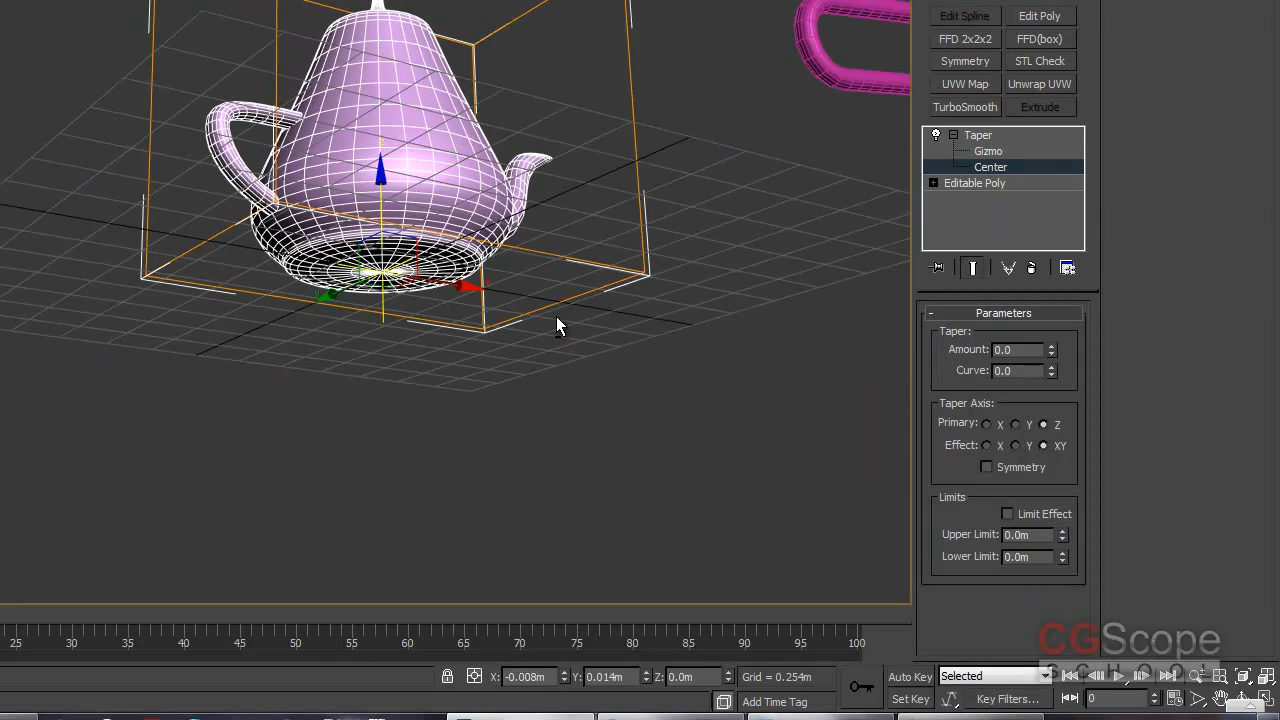 Edit Spline Edit Poly
FFD 2x2x2 FFD(box)
Symmetry STL Check
UVW Map Unwrap UVW
TurboSmooth Extrude
Taper
Gizmo
Center
Editable Poly
Parameters
Taper:
Amount: 0.0
Curve: 0.0
Taper Axis:
Primary: X Y Z
Effect: X Y XY
Symmetry
Limits
Limit Effect
Upper Limit: 0.0m
Lower Limit: 0.0m
CGScope
SCHOOL
25 30 35 40 45 50 55 60 65 70 75 80 85 90 95 100
X: -0.008m Y: 0.014m Z: 0.0m Grid = 0.254m Auto Key Selected
Add Time Tag Set Key Key Filters... 0